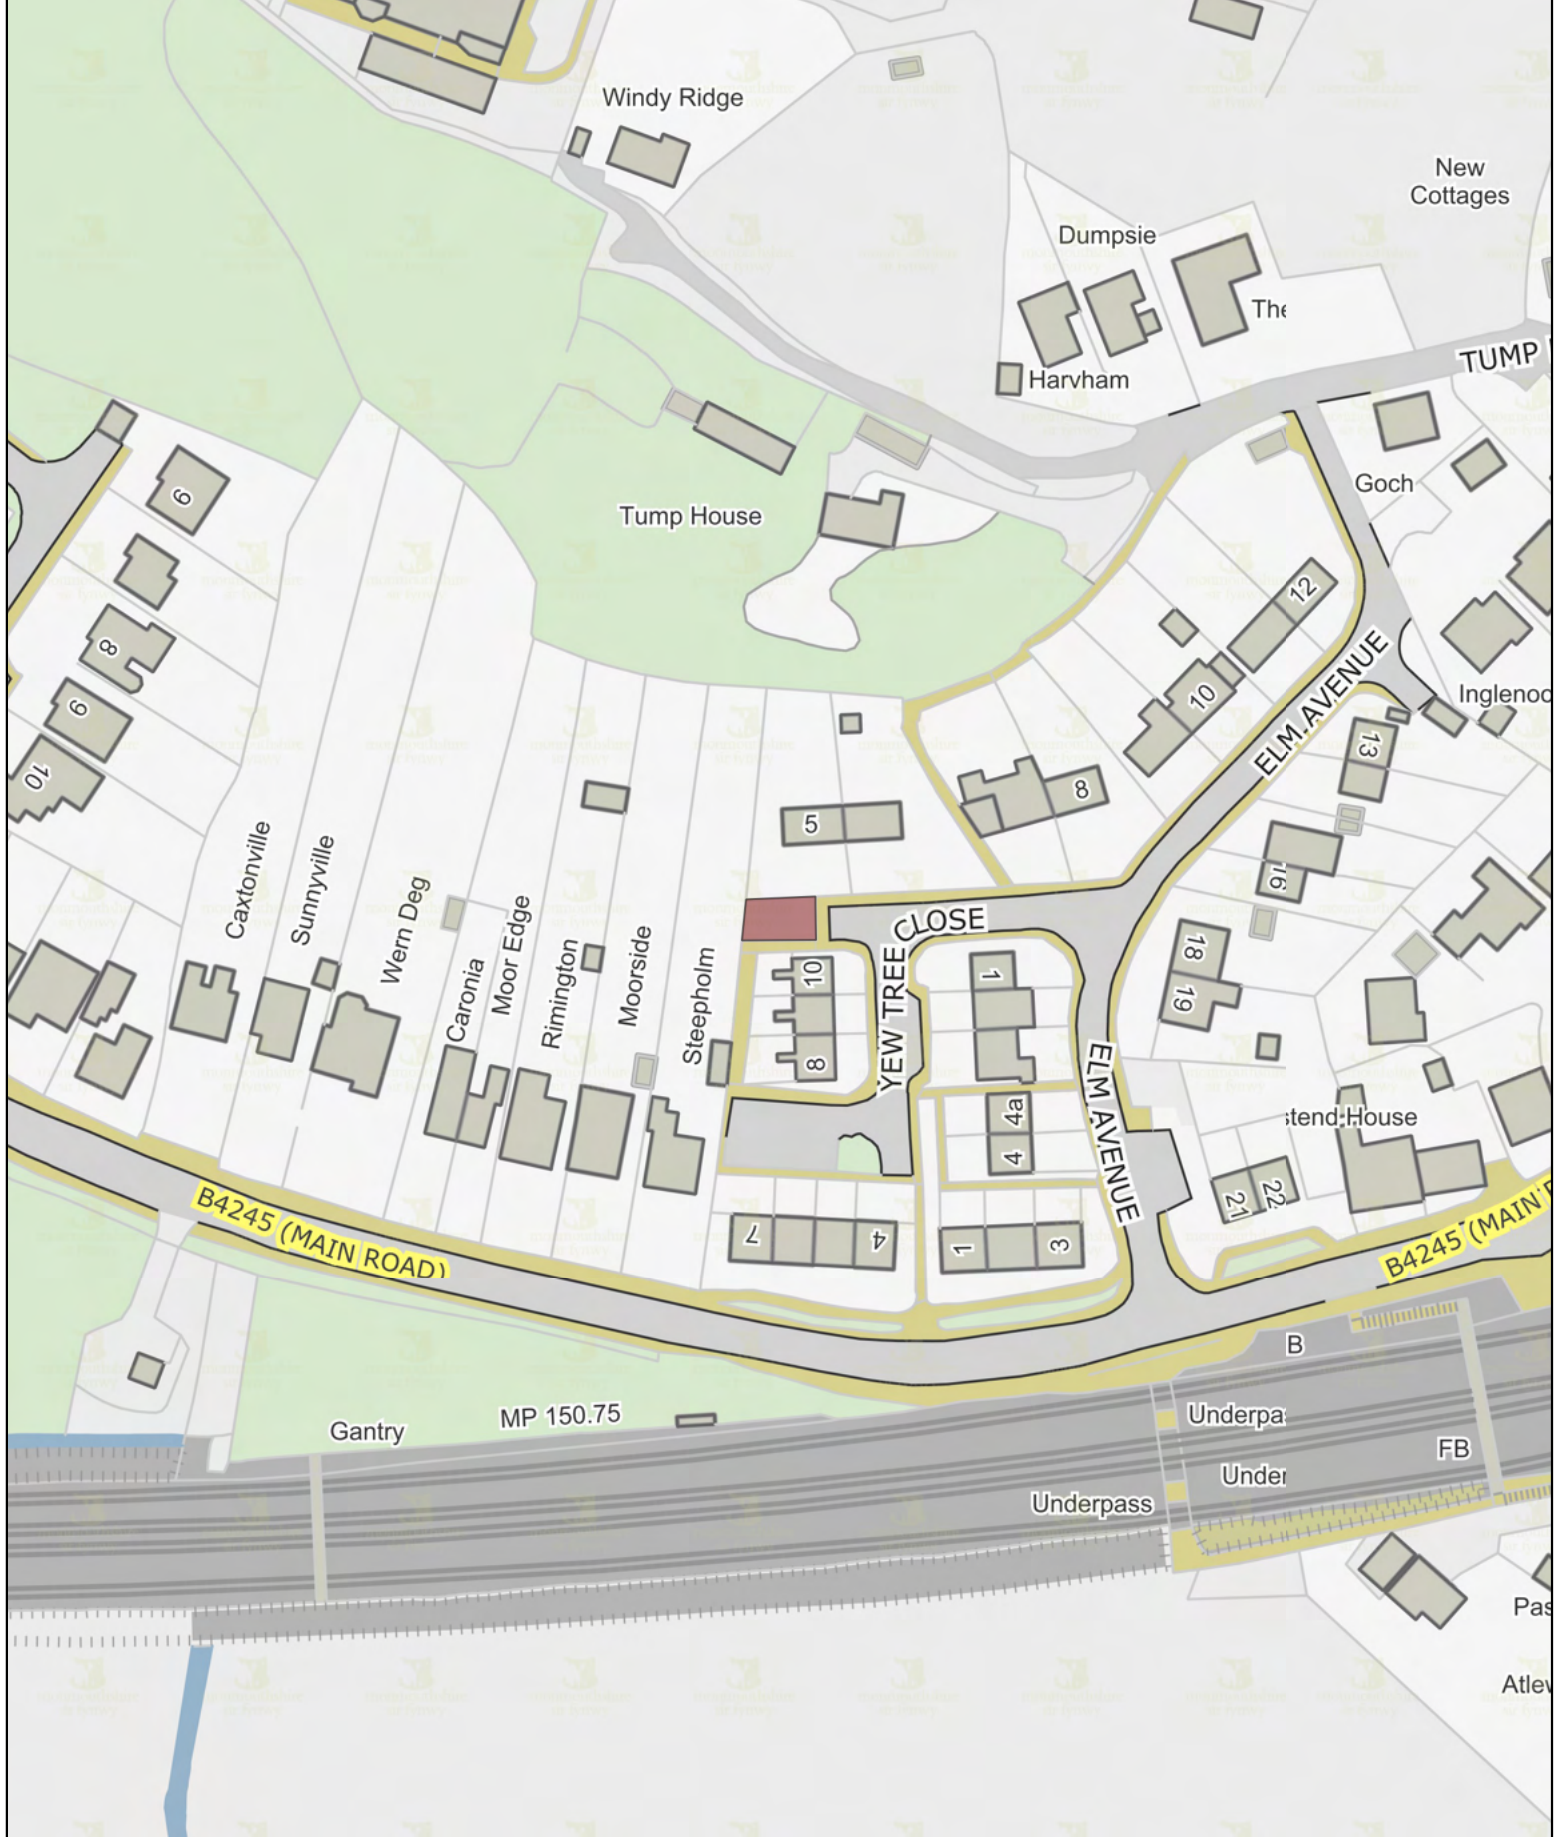 Windy Ridge
New
Cottages
Dumpsie
The
TUMP
Harvham
Goch
6
Tump House
12
8
10
ELM AVENUE
Inglenoo
9
13
10
8
5
Caxtonville
Sunnyville
Wern Deg
Moor Edge
Caronia
Rimington
Moorside
Steepholm
16
YEW TREE CLOSE
10
1
18
19
8
ELM AVENUE
4a
4
stend House
21
22
B4245 (MAIN ROAD)
7
4
1
3
B4245 (MAIN R
B
Gantry
MP 150.75
Underpa
FB
Under
Underpass
Pas
Atlew